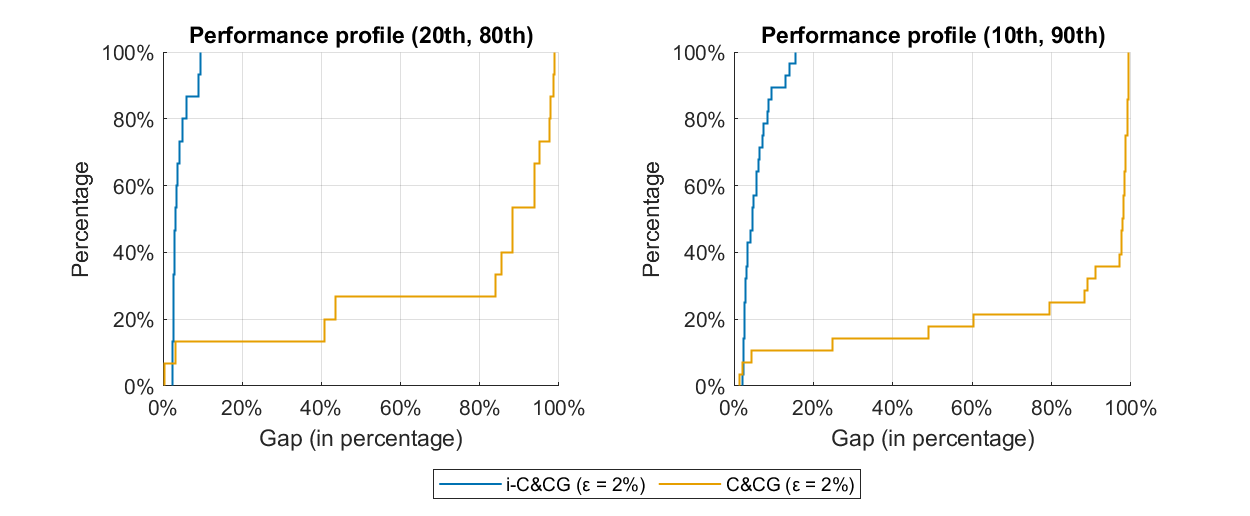 Performance profile (20th, 80th)
100%
80%
60%
40%
20%
0%
Percentage
0% 20% 40% 60% 80% 100%
Gap (in percentage)
Performance profile (10th, 90th)
100%
80%
60%
40%
20%
0%
Percentage
0% 20% 40% 60% 80% 100%
Gap (in percentage)
i-C&CG (ε = 2%) C&CG (ε = 2%)